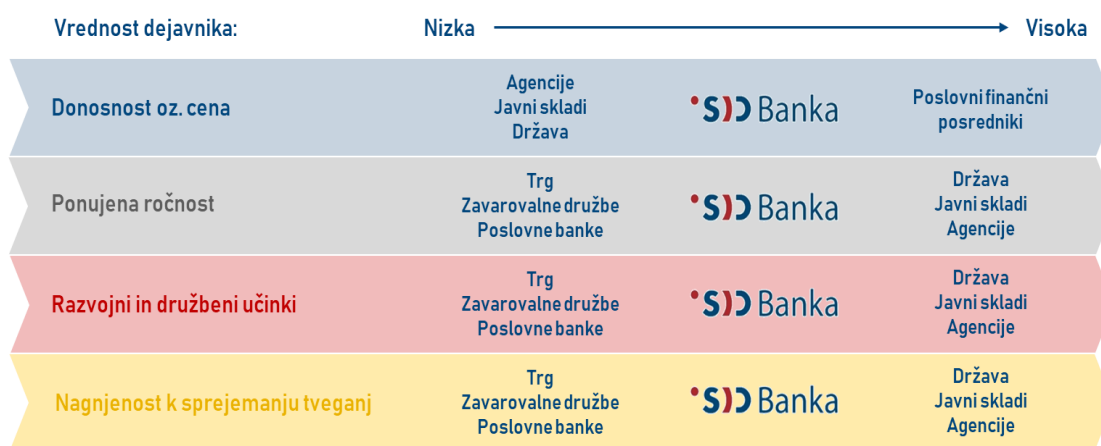 Vrednost dejavnika: Nizka Visoka
Donosnost oz. cena
Agencije
Javni skladi
Država
SID Banka
Poslovni finančni
posredniki
Ponujena ročnost
Trg
Zavarovalne družbe
Poslovne banke
SID Banka
Država
Javni skladi
Agencije
Razvojni in družbeni učinki
Trg
Zavarovalne družbe
Poslovne banke
SID Banka
Država
Javni skladi
Agencije
Nagnjenost k sprejemanju tveganj
Trg
Zavarovalne družbe
Poslovne banke
SID Banka
Država
Javni skladi
Agencije